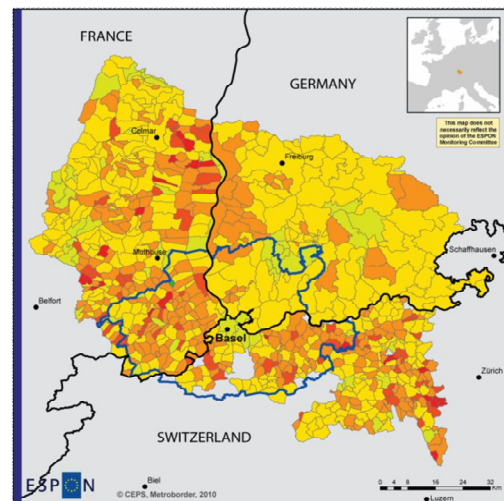 FRANCE
GERMANY
This map does not
necessarily reflect the
opinion of the ESPON
Monitoring Committee
Colmar
Freiburg
Mulhouse
Schaffhausen
Belfort
Basel
Zürich
SWITZERLAND
ESPON
Biel
© CEPS, Metroborder, 2010
0 4 8 16 24 32
Km
Luzern